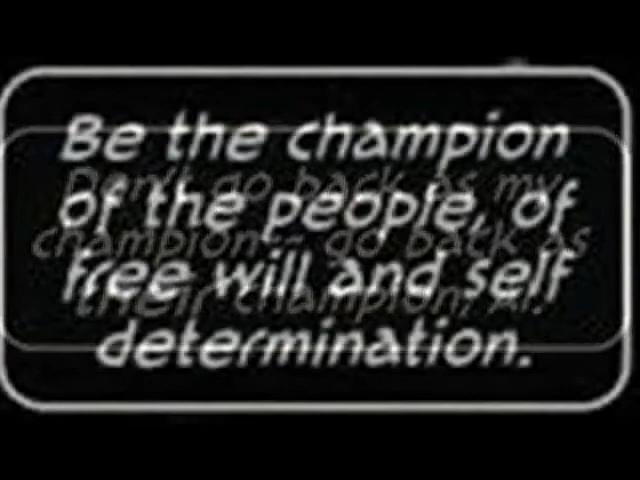 Be the champion
of the people, of
free will and self
determination.
Don't go back as my
champion-- go back as
their champion, Al.